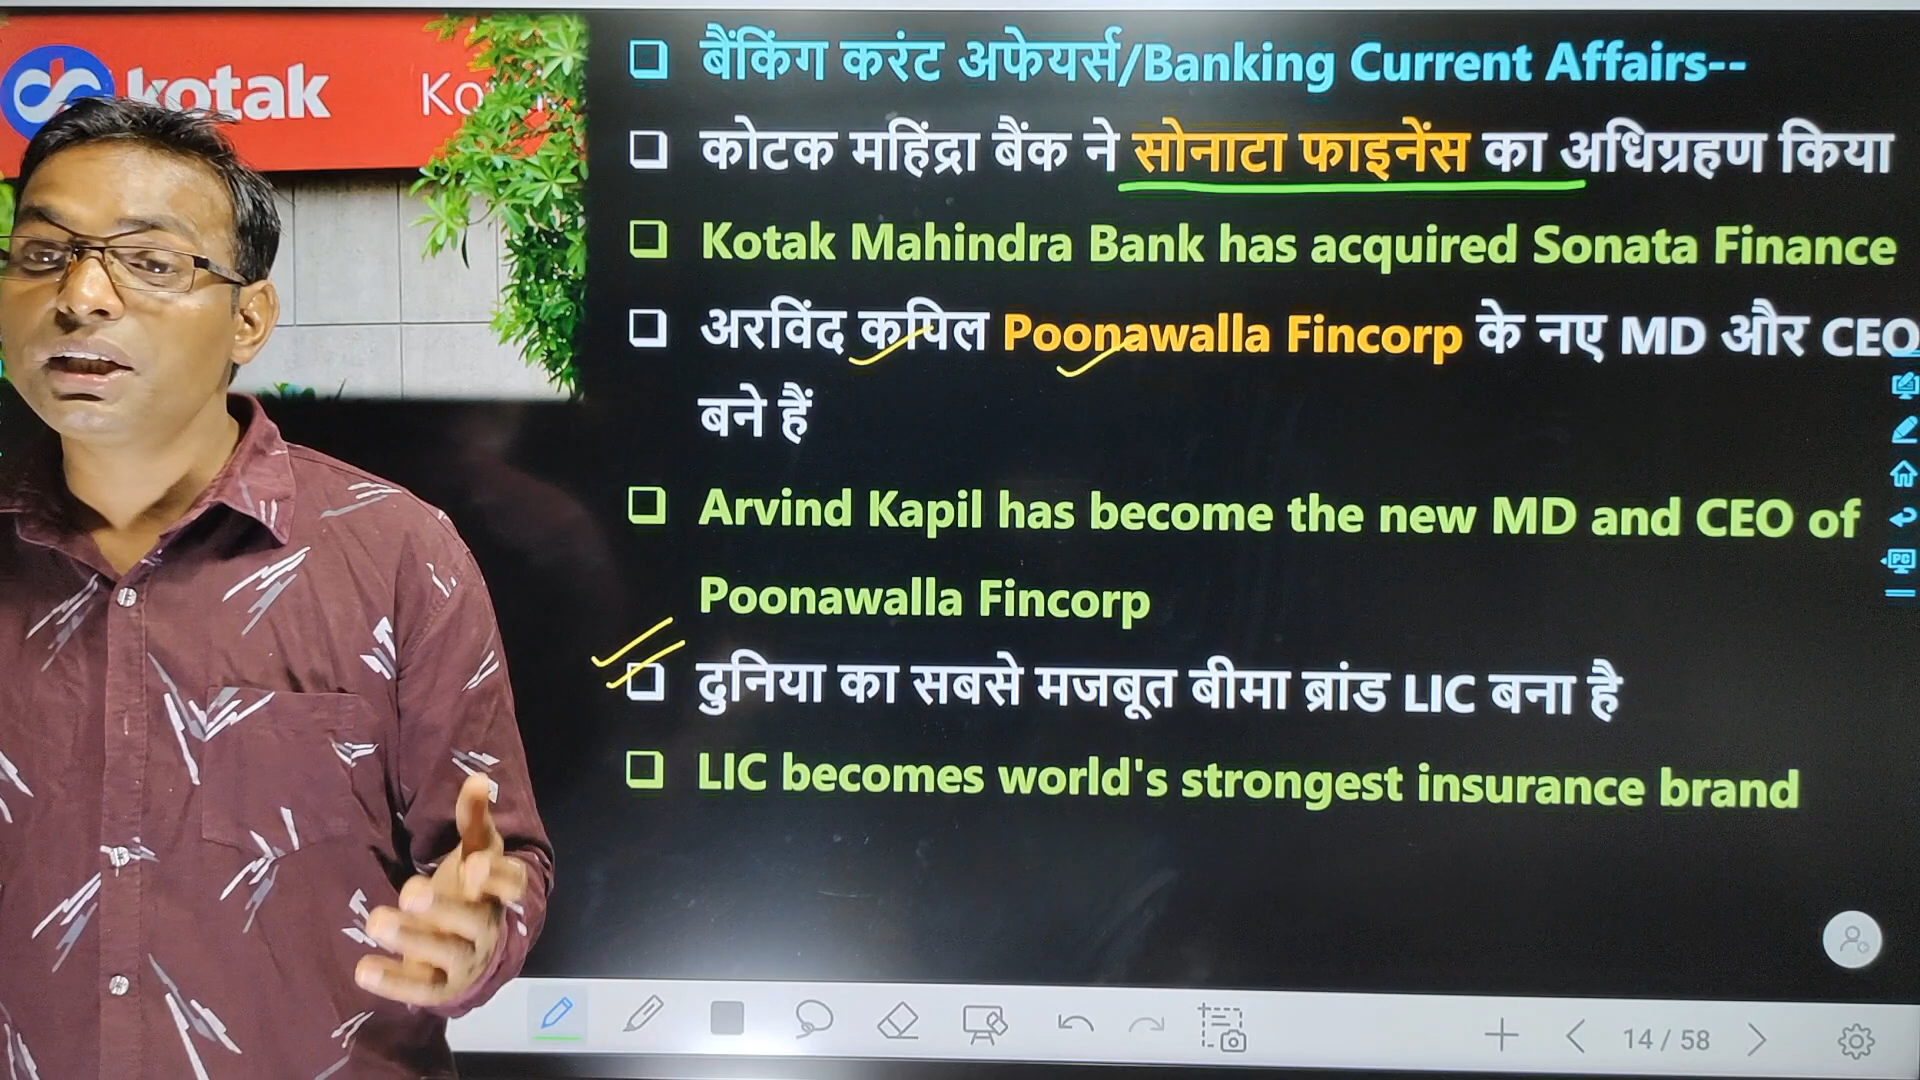 kotak
बैंकिंग करंट अफेयर्स/Banking Current Affairs--
कोटक महिंद्रा बैंक ने सोनाटा फाइनेंस का अधिग्रहण किया
Kotak Mahindra Bank has acquired Sonata Finance
अरविंद कपिल Poonawalla Fincorp के नए MD और CEO
बने हैं
Arvind Kapil has become the new MD and CEO of
Poonawalla Fincorp
दुनिया का सबसे मजबूत बीमा ब्रांड LIC बना है
LIC becomes world's strongest insurance brand
PC
14 / 58